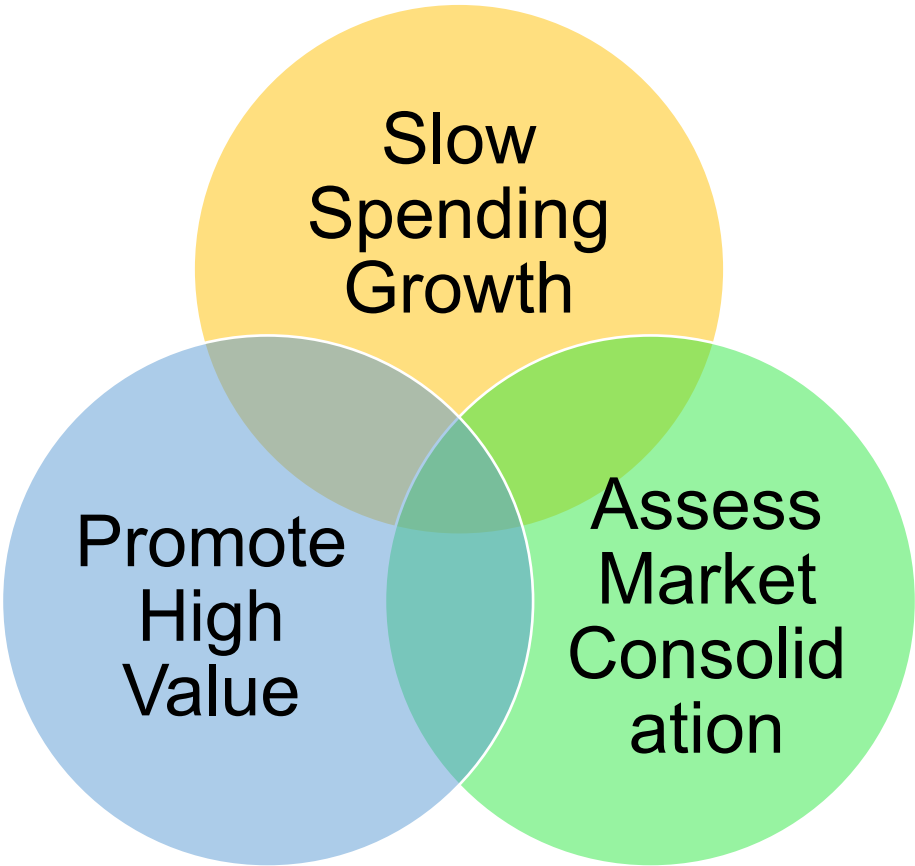 Slow
Spending
Growth
Promote
High
Value
Assess
Market
Consolid
ation